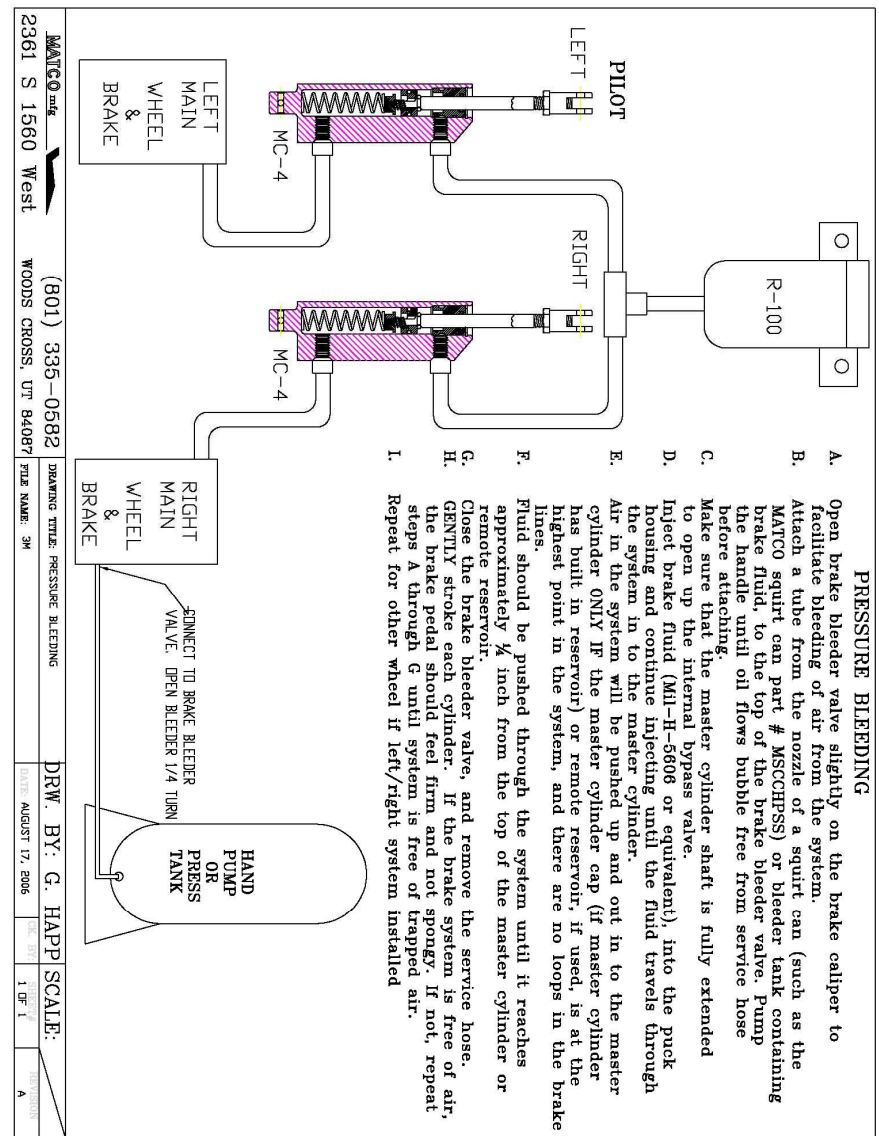 PRESSURE BLEEDING
A. Open brake bleeder valve slightly on the brake caliper to
facilitate bleeding of air from the system.
B. Attach a tube from the nozzle of a squirt can (such as the
MATCO squirt can part # MSCCHPSS) or bleeder tank containing
brake fluid, to the top of the brake bleeder valve. Pump
the handle until oil flows bubble free from service hose
before attaching.
C. Make sure that the master cylinder shaft is fully extended
to open up the internal bypass valve.
D. Inject brake fluid (Mil-H-5606 or equivalent), into the puck
housing and continue injecting until the fluid travels through
the system in to the master cylinder.
E. Air in the system will be pushed up and out in to the master
cylinder ONLY IF the master cylinder cap (if master cylinder
has built in reservoir) or remote reservoir, if used, is at the
highest point in the system, and there are no loops in the brake
lines.
F. Fluid should be pushed through the system until it reaches
approximately ¼ inch from the top of the master cylinder or
remote reservoir.
G. Close the brake bleeder valve, and remove the service hose.
H. GENTLY stroke each cylinder. If the brake system is free of air,
the brake pedal should feel firm and not spongy. If not, repeat
steps A through G until system is free of trapped air.
I. Repeat for other wheel if left/right system installed
R-100
PILOT
LEFT
RIGHT
MC-4
MC-4
LEFT
MAIN
WHEEL
&
BRAKE
RIGHT
MAIN
WHEEL
&
BRAKE
CONNECT TO BRAKE BLEEDER
VALVE. OPEN BLEEDER 1/4 TURN
HAND
PUMP
OR
PRESS
TANK
MATCO mfg
2361 S 1560 West
(801) 335-0582
WOODS CROSS, UT 84087
DRAWING TITLE: PRESSURE BLEEDING
FILE NAME: 3M
DRW. BY: G. HAPP
SCALE:
DATE: AUGUST 17, 2006
CK. BY:
SHEET#
1 OF 1
REVISION
A